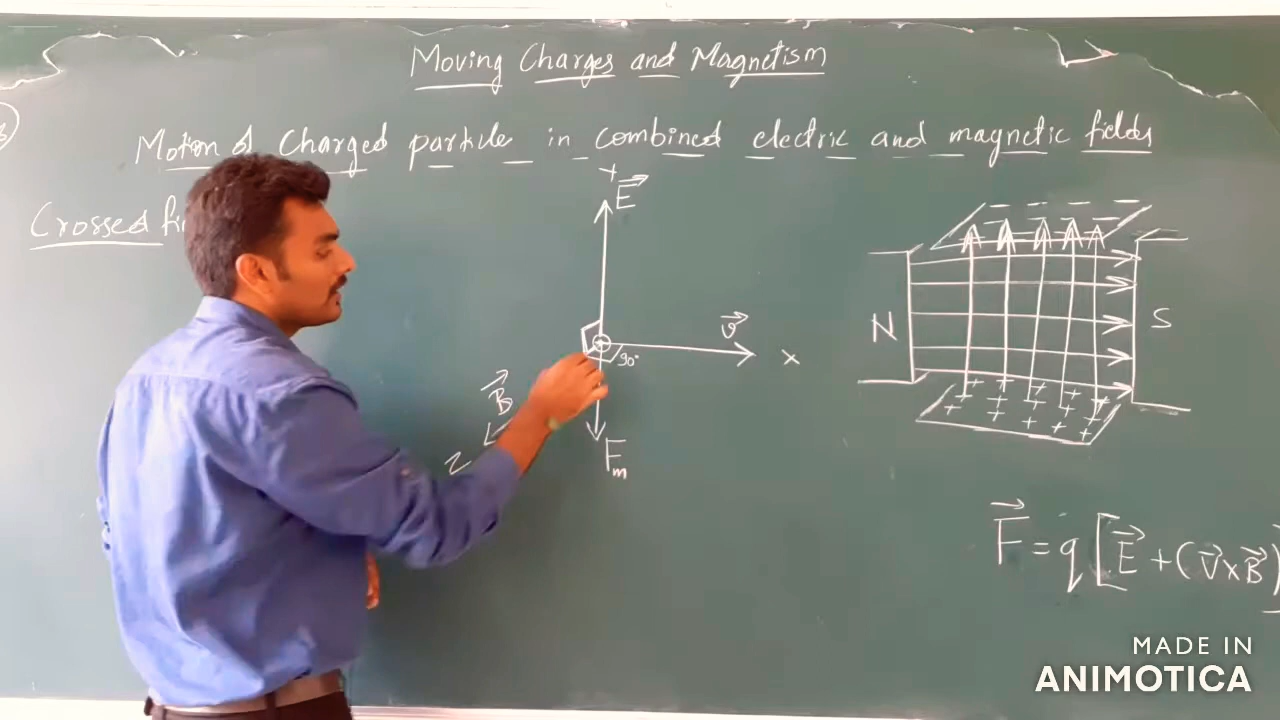 Moving Charges and Magnetism
Motion of Charged particle in combined electric and magnetic fields
Crossed
Y
E
v
90°
x
B
z
Fm
N
S
F = q[E + (V×B)
MADE IN
ANIMOTICA